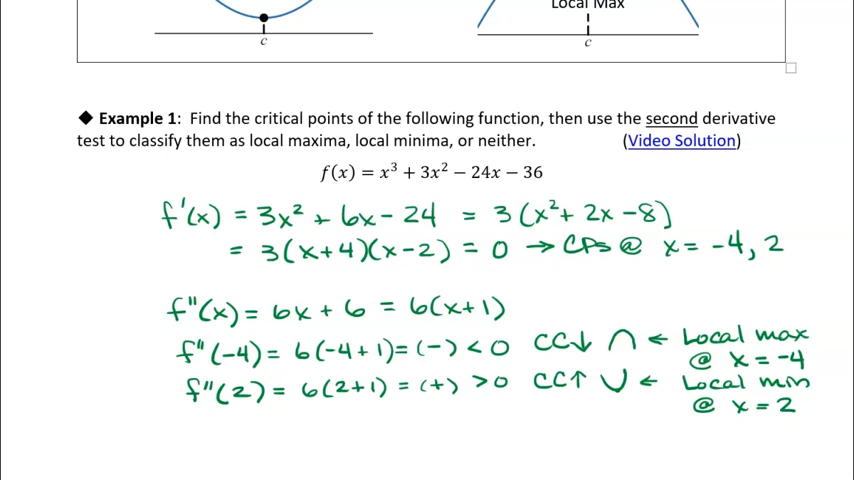 Local Max
c
c
◆ Example 1: Find the critical points of the following function, then use the second derivative
test to classify them as local maxima, local minima, or neither. (Video Solution)
f(x) = x³ + 3x² − 24x − 36
f'(x) = 3x² + 6x - 24 = 3(x² + 2x - 8)
= 3(x+4)(x-2) = 0 → CPs @ x = -4, 2
f"(x) = 6x + 6 = 6(x+1)
f"(-4) = 6(-4+1) = (-) < 0 CC↓ ∩ ← Local max
@ x = -4
f"(2) = 6(2+1) = (+) > 0 CC↑ ∪ ← Local min
@ x = 2